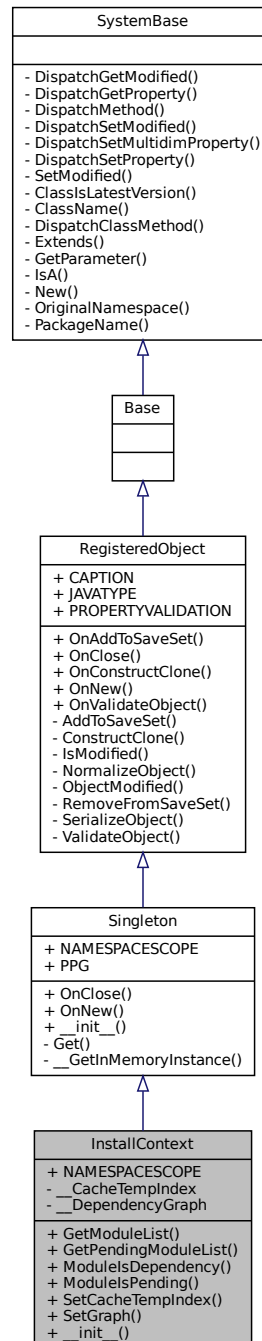 SystemBase
- DispatchGetModified()
- DispatchGetProperty()
- DispatchMethod()
- DispatchSetModified()
- DispatchSetMultidimProperty()
- DispatchSetProperty()
- SetModified()
- ClassIsLatestVersion()
- ClassName()
- DispatchClassMethod()
- Extends()
- GetParameter()
- IsA()
- New()
- OriginalNamespace()
- PackageName()
Base
RegisteredObject
+ CAPTION
+ JAVATYPE
+ PROPERTYVALIDATION
+ OnAddToSaveSet()
+ OnClose()
+ OnConstructClone()
+ OnNew()
+ OnValidateObject()
- AddToSaveSet()
- ConstructClone()
- IsModified()
- NormalizeObject()
- ObjectModified()
- RemoveFromSaveSet()
- SerializeObject()
- ValidateObject()
Singleton
+ NAMESPACESCOPE
+ PPG
+ OnClose()
+ OnNew()
+ __init__()
- Get()
- __GetInMemoryInstance()
InstallContext
+ NAMESPACESCOPE
- __CacheTempIndex
- __DependencyGraph
+ GetModuleList()
+ GetPendingModuleList()
+ ModuleIsDependency()
+ ModuleIsPending()
+ SetCacheTempIndex()
+ SetGraph()
+ __init__()